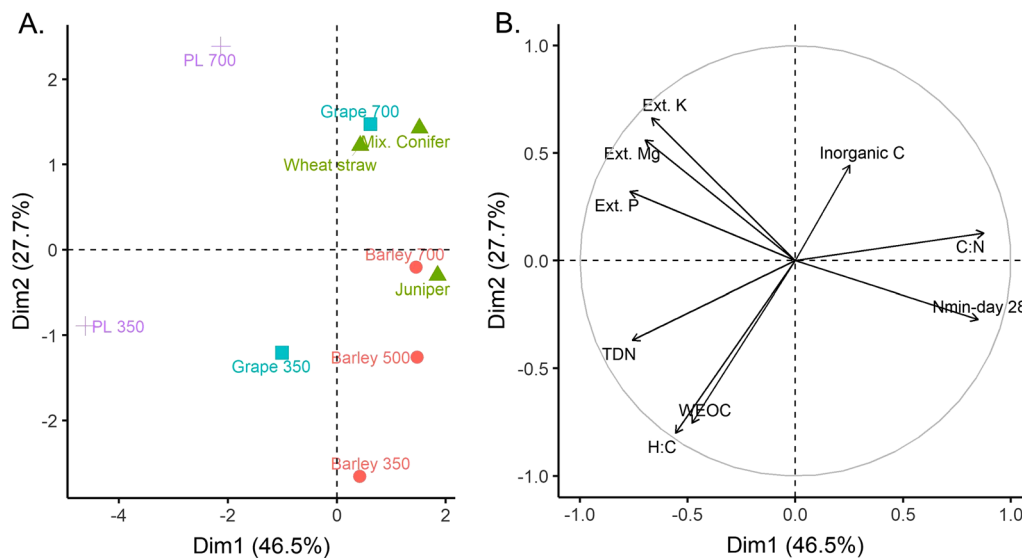 A.
PL 700
Grape 700
Mix. Conifer
Wheat straw
Barley 700
Juniper
PL 350
Grape 350
Barley 500
Barley 350
2
1
0
-1
-2
-4
-2
0
2
Dim1 (46.5%)
Dim2 (27.7%)
B.
Ext. K
Ext. Mg
Inorganic C
Ext. P
C:N
Nmin-day 28
TDN
WEOC
H:C
1.0
0.5
0.0
-0.5
-1.0
-1.0
-0.5
0.0
0.5
1.0
Dim1 (46.5%)
Dim2 (27.7%)